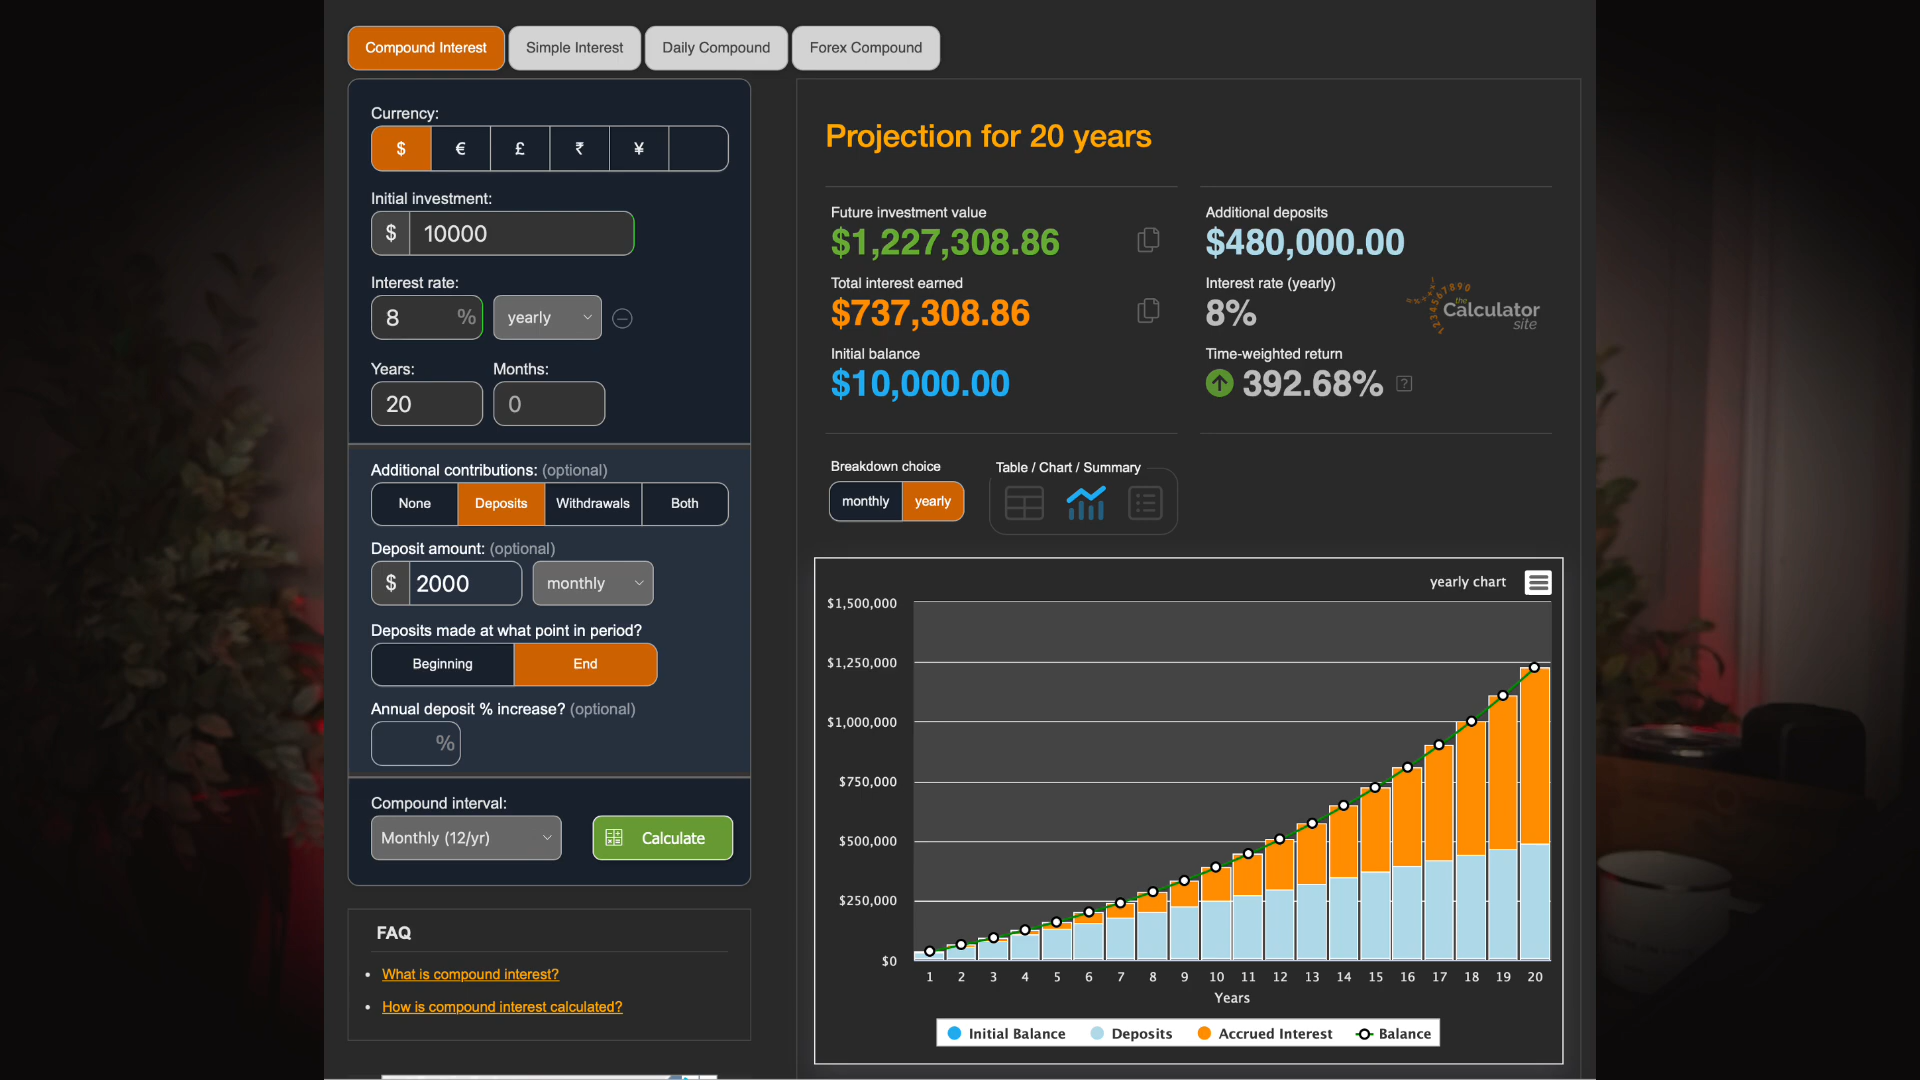 Compound Interest
Simple Interest
Daily Compound
Forex Compound
Currency:
$
€
£
₹
¥
Initial investment:
$ 10000
Interest rate:
8 %
yearly
Years:
Months:
20
0
Additional contributions: (optional)
None
Deposits
Withdrawals
Both
Deposit amount: (optional)
$ 2000
monthly
Deposits made at what point in period?
Beginning
End
Annual deposit % increase? (optional)
%
Compound interval:
Monthly (12/yr)
Calculate
FAQ
What is compound interest?
How is compound interest calculated?
Projection for 20 years
Future investment value
$1,227,308.86
Additional deposits
$480,000.00
Total interest earned
$737,308.86
Interest rate (yearly)
8%
the
Calculator
site
Initial balance
$10,000.00
Time-weighted return
392.68%
?
Breakdown choice
monthly
yearly
Table / Chart / Summary
yearly chart
$1,500,000
$1,250,000
$1,000,000
$750,000
$500,000
$250,000
$0
1 2 3 4 5 6 7 8 9 10 11 12 13 14 15 16 17 18 19 20
Years
Initial Balance
Deposits
Accrued Interest
Balance